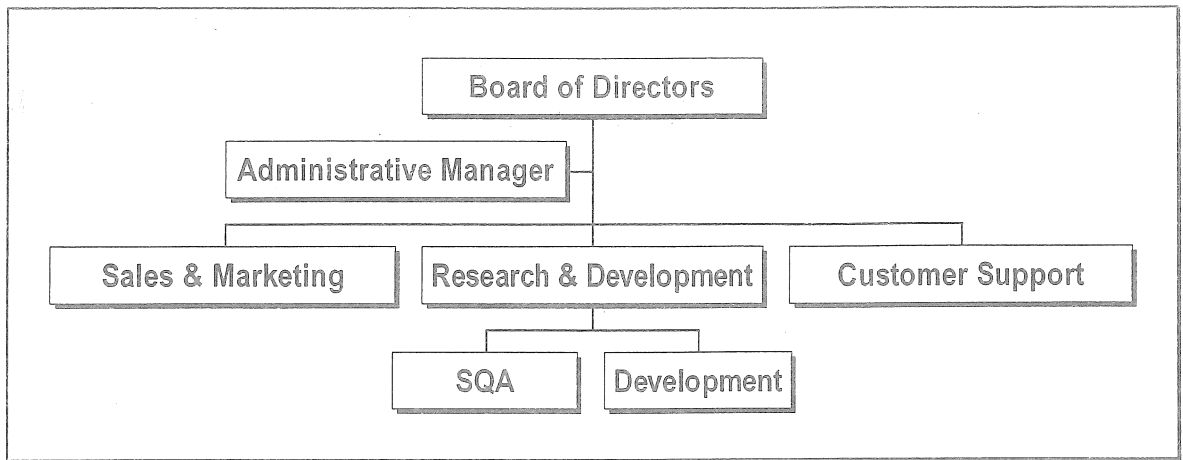 Board of Directors
Administrative Manager
Sales & Marketing
Research & Development
Customer Support
SQA
Development